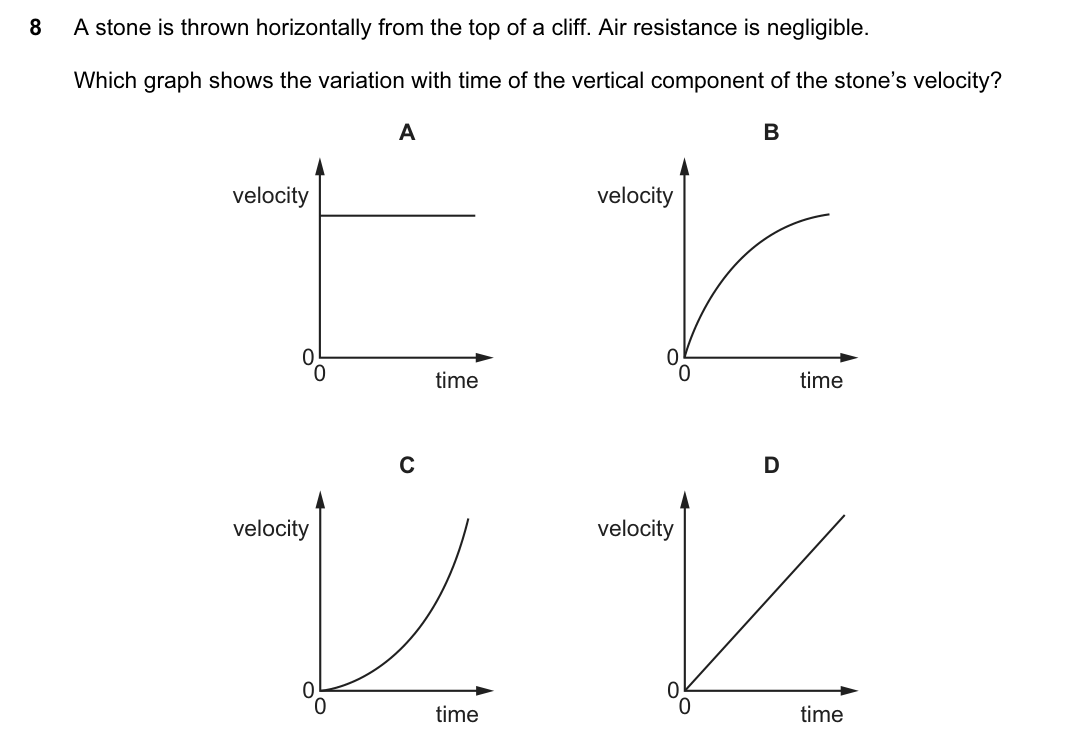 8 A stone is thrown horizontally from the top of a cliff. Air resistance is negligible.
Which graph shows the variation with time of the vertical component of the stone's velocity?
A
velocity
0
0
time
B
velocity
0
0
time
C
velocity
0
0
time
D
velocity
0
0
time